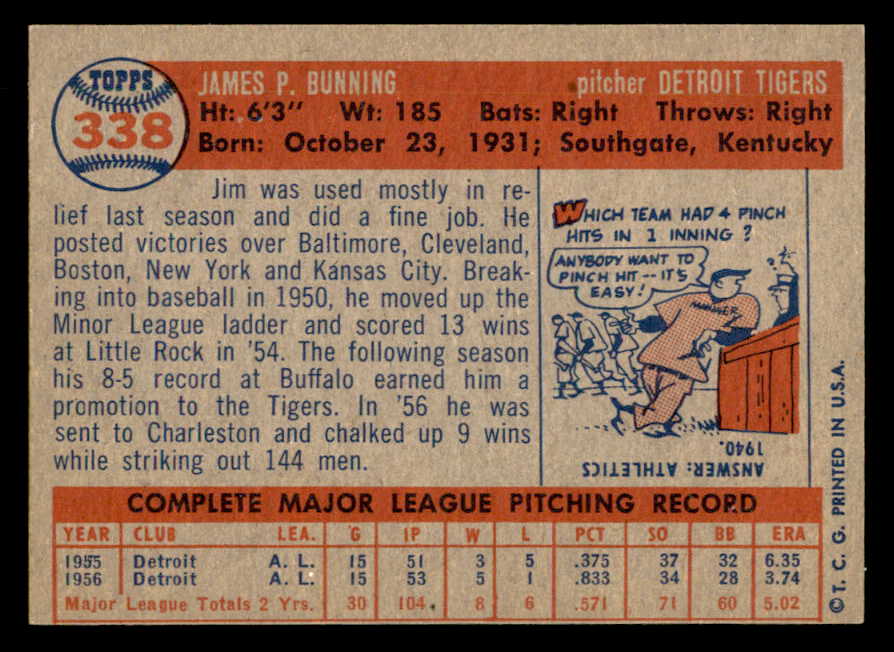 TOPPS
338
JAMES P. BUNNING pitcher DETROIT TIGERS
Ht: 6'3" Wt: 185 Bats: Right Throws: Right
Born: October 23, 1931; Southgate, Kentucky
Jim was used mostly in re-
lief last season and did a fine job. He
posted victories over Baltimore, Cleveland,
Boston, New York and Kansas City. Break-
ing into baseball in 1950, he moved up the
Minor League ladder and scored 13 wins
at Little Rock in '54. The following season
his 8-5 record at Buffalo earned him a
promotion to the Tigers. In '56 he was
sent to Charleston and chalked up 9 wins
while striking out 144 men.
WHICH TEAM HAD 4 PINCH
HITS IN 1 INNING?
ANYBODY WANT TO
PINCH HIT -- IT'S
EASY!
MANAGER
ANSWER: ATHLETICS
1940.
COMPLETE MAJOR LEAGUE PITCHING RECORD
YEAR CLUB LEA. G IP W L PCT SO BB ERA
1955 Detroit A. L. 15 51 3 5 .375 37 32 6.35
1956 Detroit A. L. 15 53 5 1 .833 34 28 3.74
Major League Totals 2 Yrs. 30 104 8 6 .571 71 60 5.02
© T. C. G. PRINTED IN U.S.A.